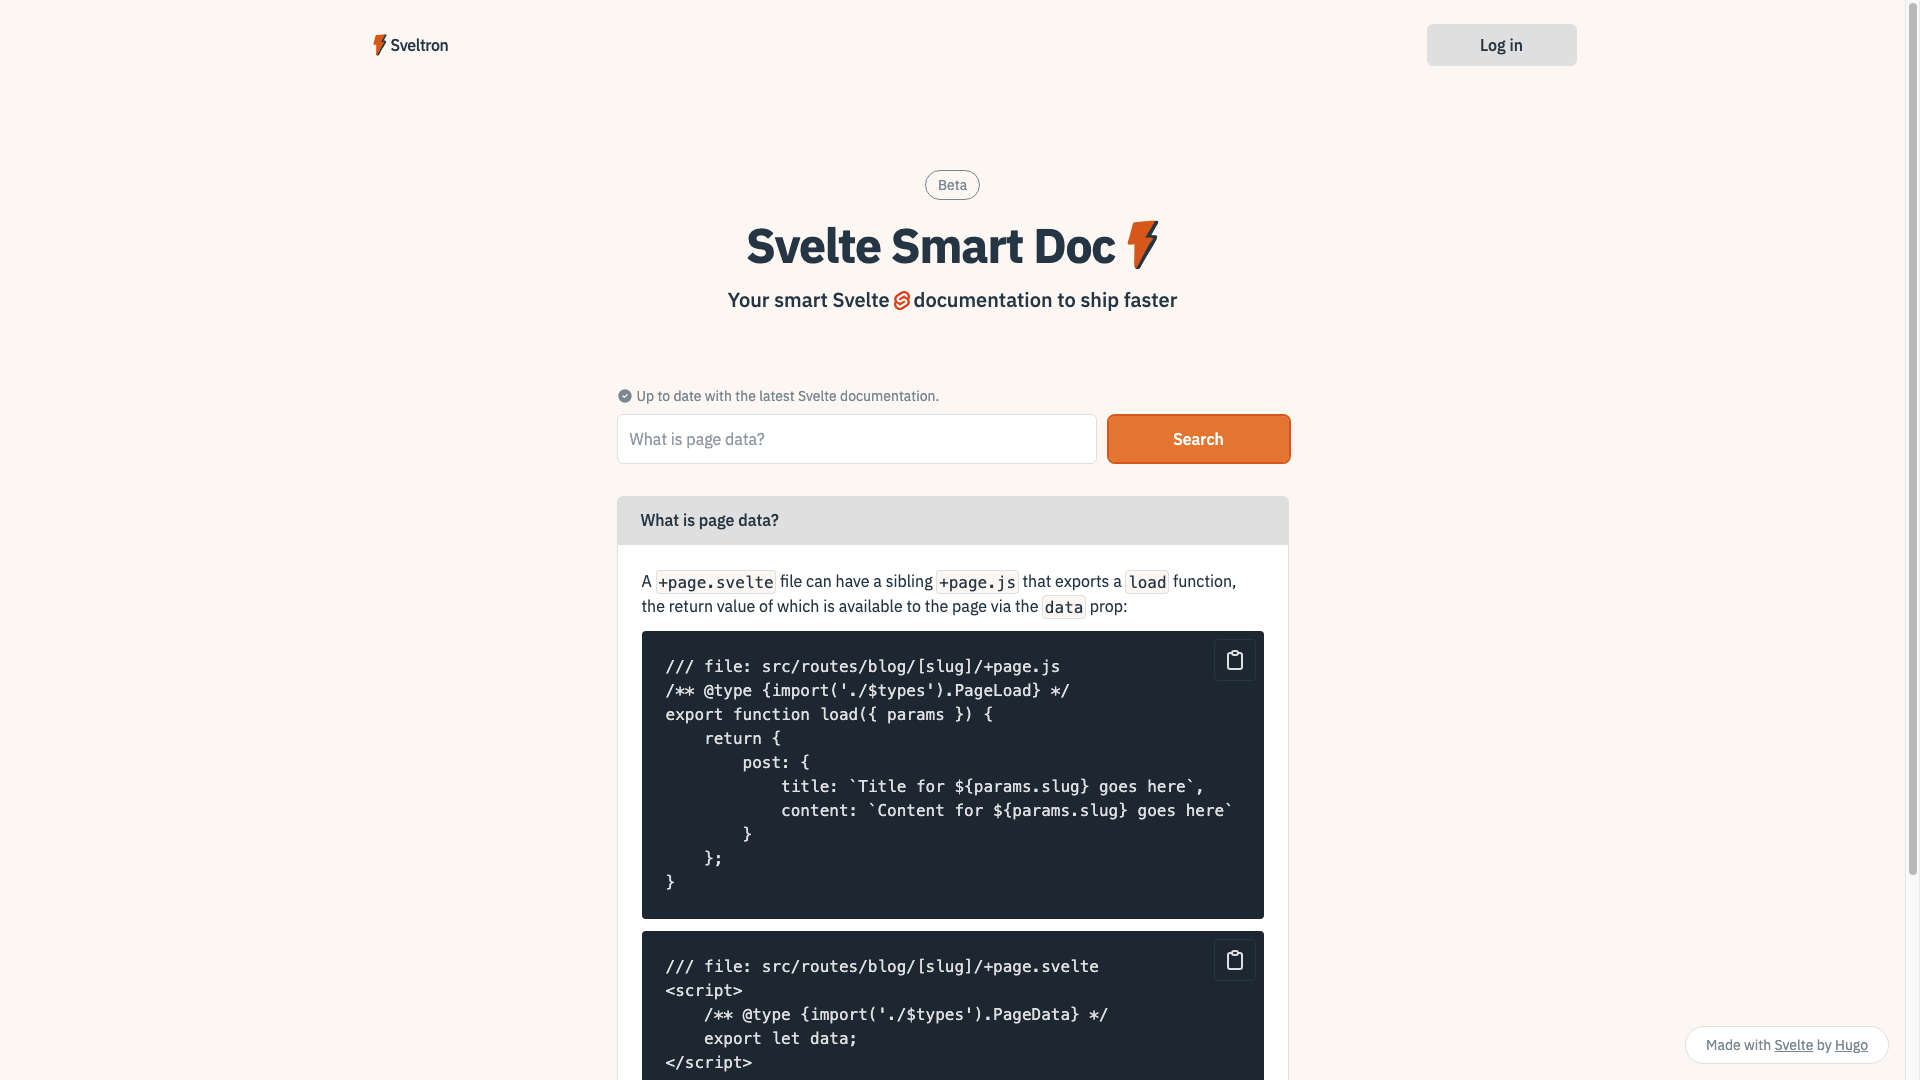 Sveltron
Log in
Beta
Svelte Smart Doc
Your smart Svelte documentation to ship faster
Up to date with the latest Svelte documentation.
What is page data?
Search
What is page data?
A +page.svelte file can have a sibling +page.js that exports a load function,
the return value of which is available to the page via the data prop:
/// file: src/routes/blog/[slug]/+page.js
/** @type {import('./$types').PageLoad} */
export function load({ params }) {
    return {
        post: {
            title: `Title for ${params.slug} goes here`,
            content: `Content for ${params.slug} goes here`
        }
    };
}
/// file: src/routes/blog/[slug]/+page.svelte
<script>
    /** @type {import('./$types').PageData} */
    export let data;
</script>
Made with Svelte by Hugo